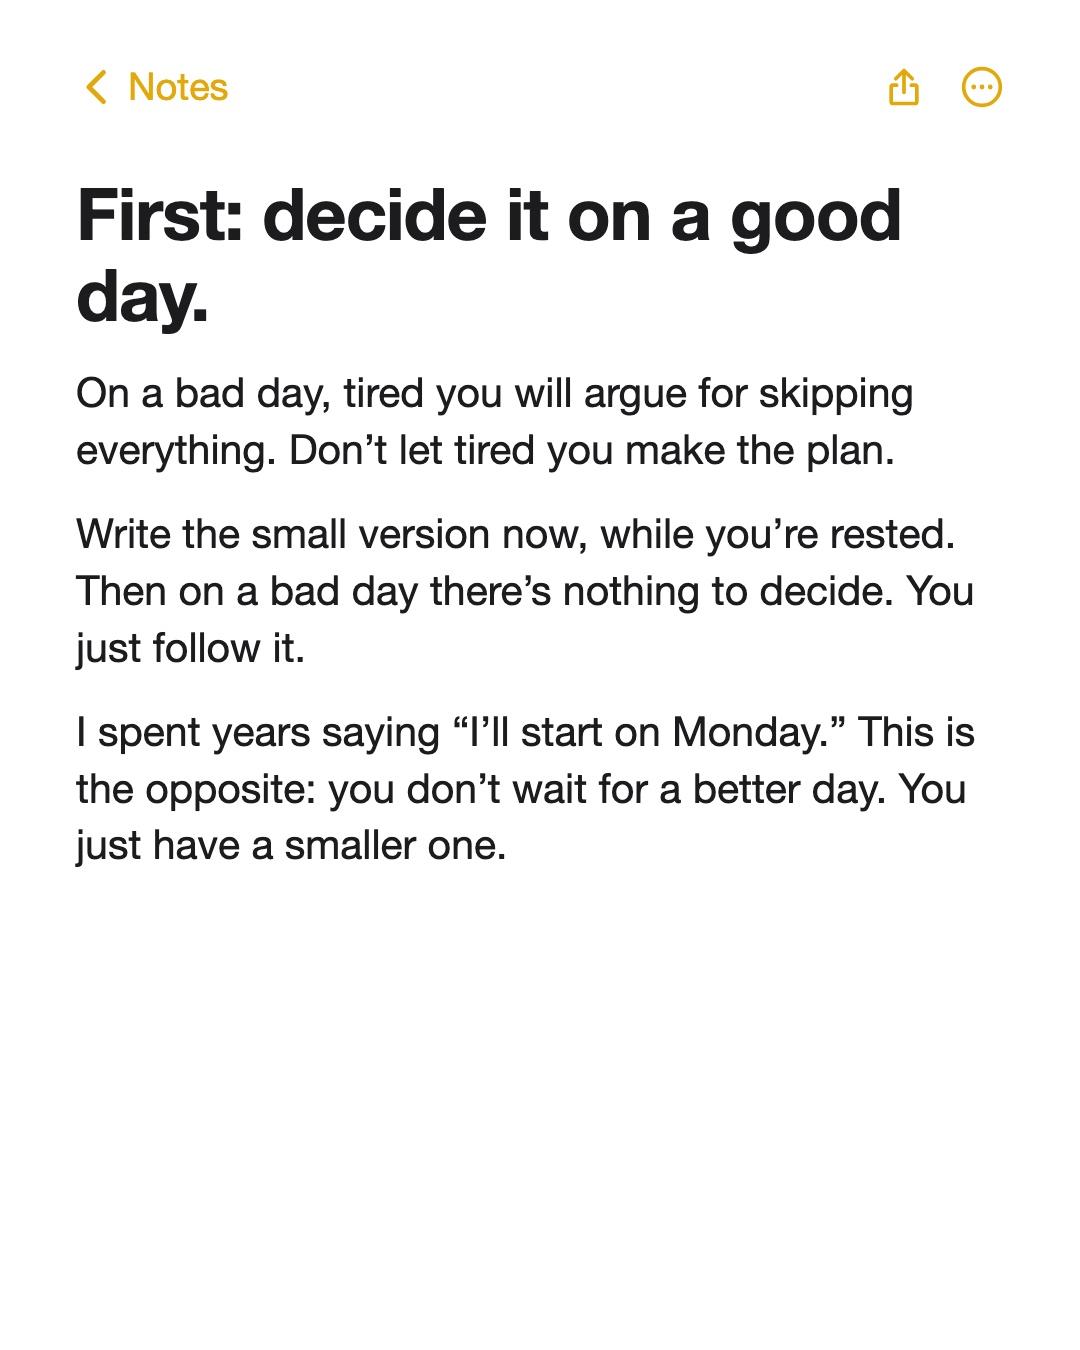 Notes
First: decide it on a good
day.
On a bad day, tired you will argue for skipping
everything. Don’t let tired you make the plan.
Write the small version now, while you’re rested.
Then on a bad day there’s nothing to decide. You
just follow it.
I spent years saying “I’ll start on Monday.” This is
the opposite: you don’t wait for a better day. You
just have a smaller one.